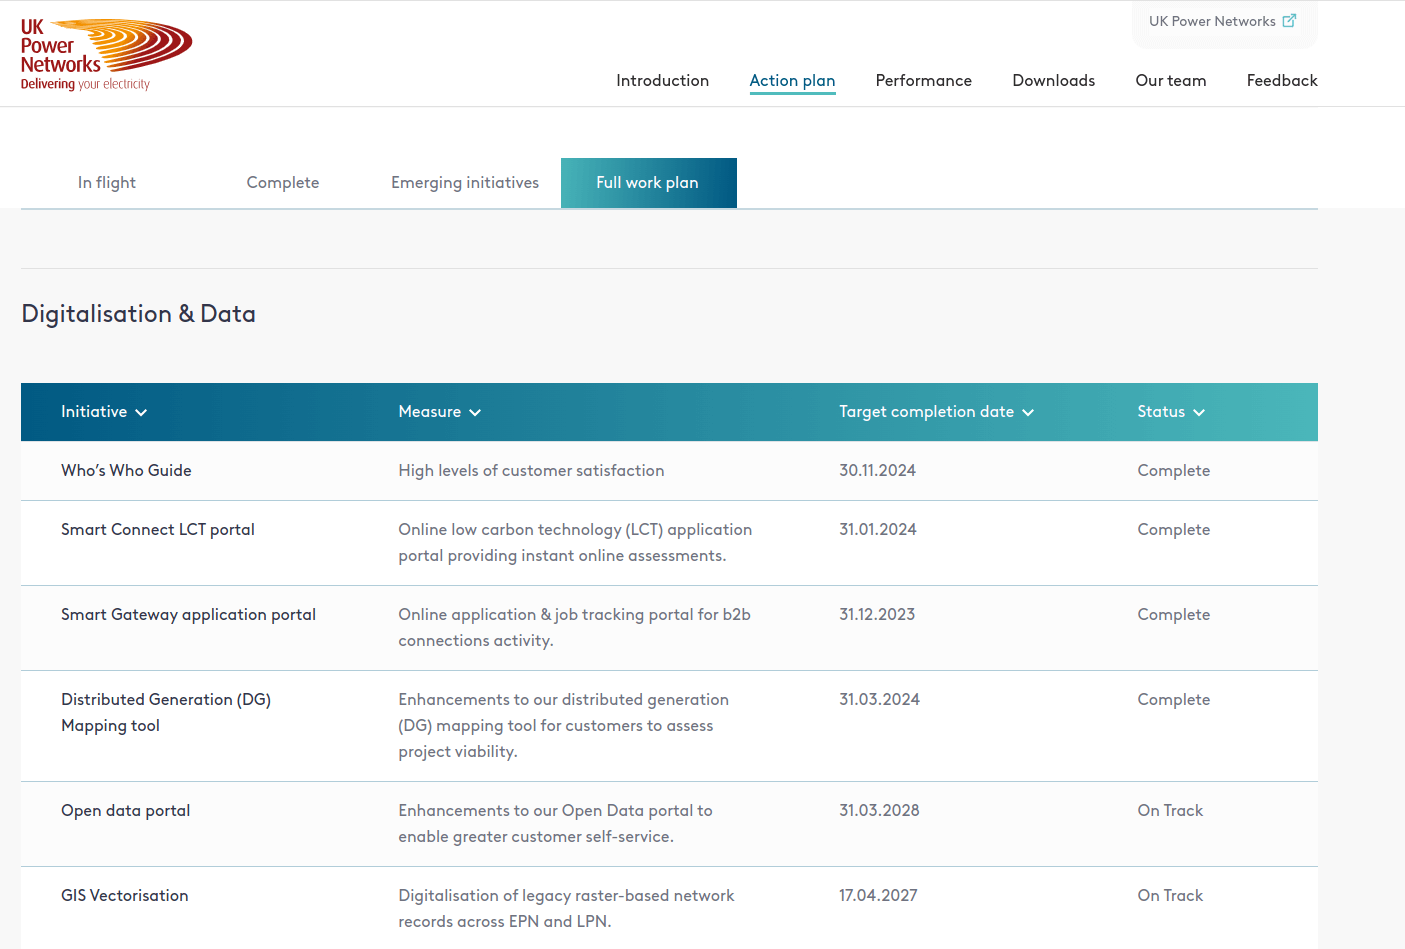 UK Power Networks
UK
Power
Networks
Delivering your electricity
Introduction Action plan Performance Downloads Our team Feedback
In flight Complete Emerging initiatives Full work plan
Digitalisation & Data
Initiative Measure Target completion date Status
Who’s Who Guide High levels of customer satisfaction 30.11.2024 Complete
Smart Connect LCT portal Online low carbon technology (LCT) application 31.01.2024 Complete
portal providing instant online assessments.
Smart Gateway application portal Online application & job tracking portal for b2b 31.12.2023 Complete
connections activity.
Distributed Generation (DG) Enhancements to our distributed generation 31.03.2024 Complete
Mapping tool (DG) mapping tool for customers to assess
project viability.
Open data portal Enhancements to our Open Data portal to 31.03.2028 On Track
enable greater customer self-service.
GIS Vectorisation Digitalisation of legacy raster-based network 17.04.2027 On Track
records across EPN and LPN.